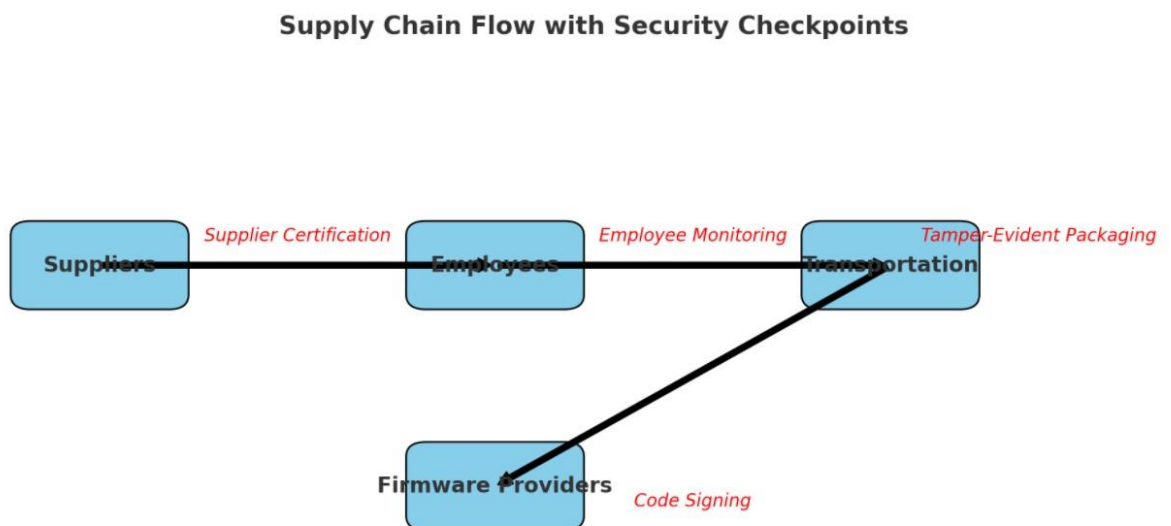 Supply Chain Flow with Security Checkpoints
Supplier Certification
Employee Monitoring
Tamper-Evident Packaging
Suppliers
Employees
Transportation
Firmware Providers
Code Signing